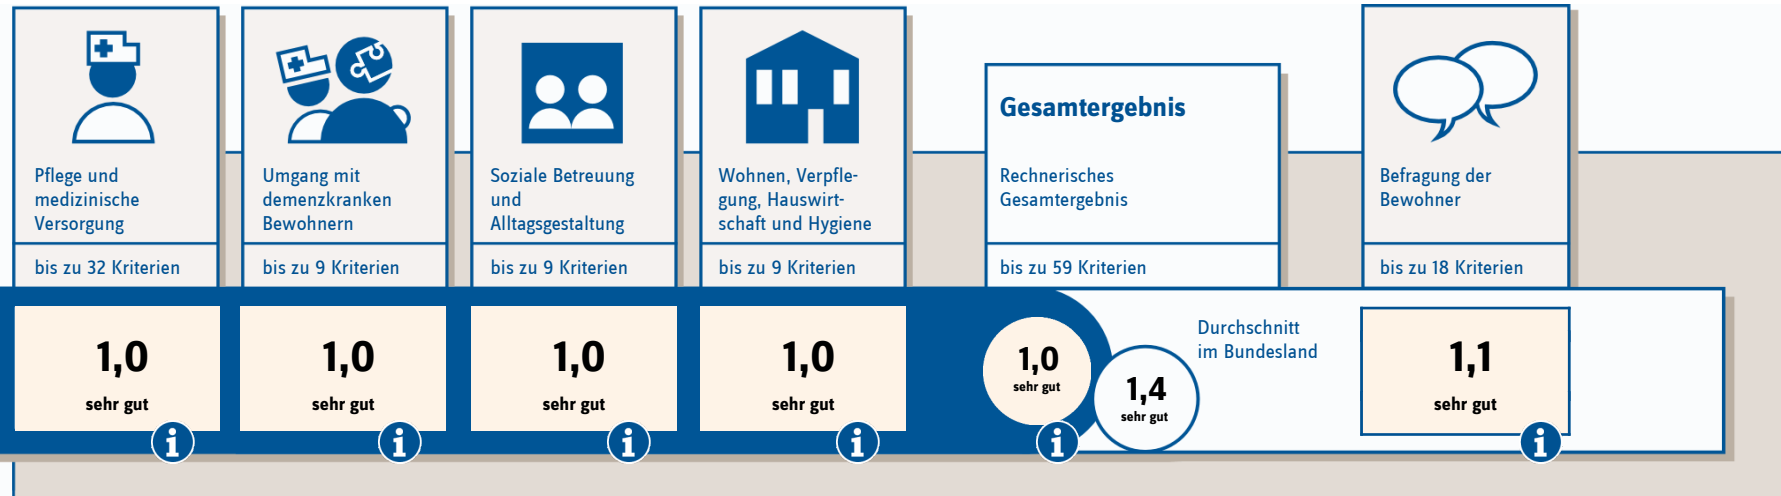 Pflege und
medizinische
Versorgung
bis zu 32 Kriterien
1,0
sehr gut
i
Umgang mit
demenzkranken
Bewohnern
bis zu 9 Kriterien
1,0
sehr gut
i
Soziale Betreuung
und
Alltagsgestaltung
bis zu 9 Kriterien
1,0
sehr gut
i
Wohnen, Verpfle-
gung, Hauswirt-
schaft und Hygiene
bis zu 9 Kriterien
1,0
sehr gut
i
Gesamtergebnis
Rechnerisches
Gesamtergebnis
bis zu 59 Kriterien
1,0
sehr gut
i
1,4
sehr gut
Durchschnitt
im Bundesland
Befragung der
Bewohner
bis zu 18 Kriterien
1,1
sehr gut
i